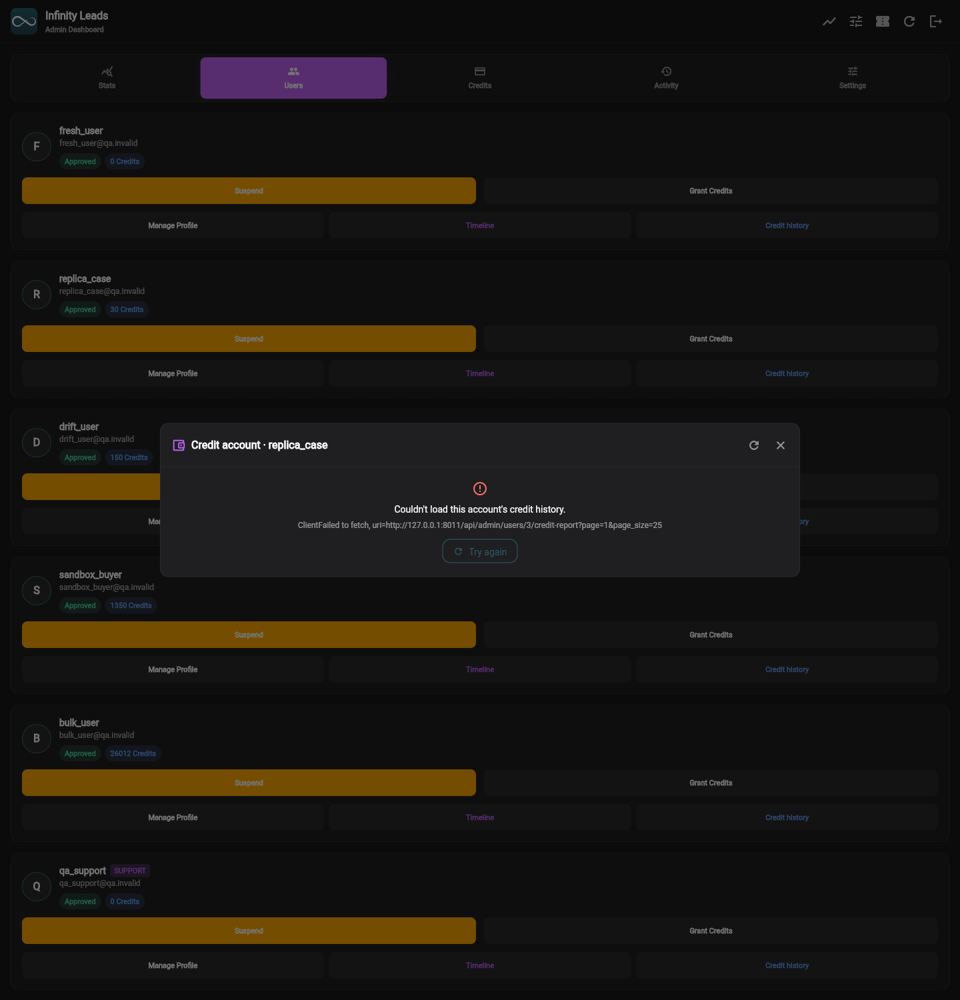 Infinity Leads
Admin Dashboard
Stats
Users
Credits
Activity
Settings
F
fresh_user
fresh_user@qa.invalid
Approved
0 Credits
Suspend
Grant Credits
Manage Profile
Timeline
Credit history
R
replica_case
replica_case@qa.invalid
Approved
30 Credits
Suspend
Grant Credits
Manage Profile
Timeline
Credit history
D
drift_user
drift_user@qa.invalid
Approved
150 Credits
Credit account · replica_case
Couldn't load this account's credit history.
ClientFailed to fetch, uri=http://127.0.0.1:8011/api/admin/users/3/credit-report?page=1&page_size=25
Try again
S
sandbox_buyer
sandbox_buyer@qa.invalid
Approved
1350 Credits
Suspend
Grant Credits
Manage Profile
Timeline
Credit history
B
bulk_user
bulk_user@qa.invalid
Approved
26012 Credits
Suspend
Grant Credits
Manage Profile
Timeline
Credit history
Q
qa_support
SUPPORT
qa_support@qa.invalid
Approved
0 Credits
Suspend
Grant Credits
Manage Profile
Timeline
Credit history